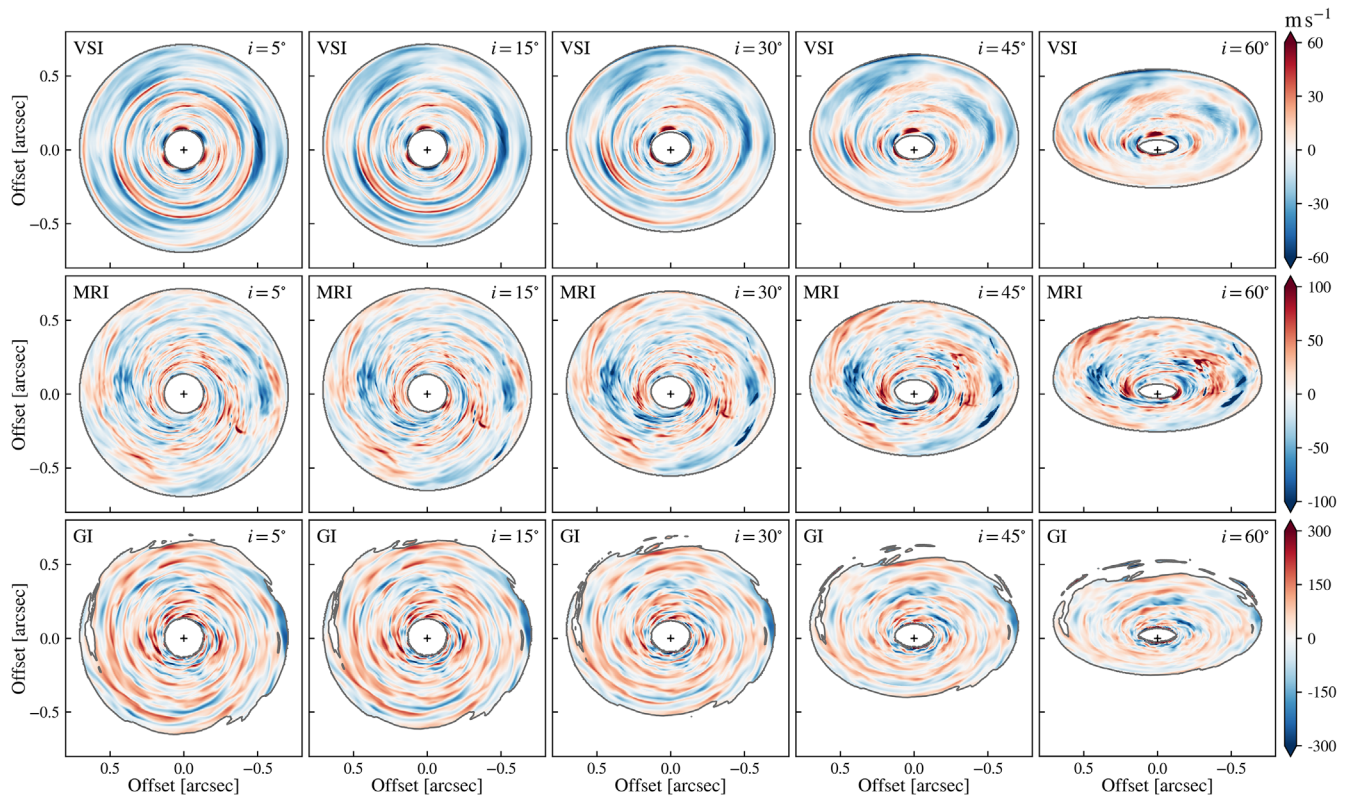 m s⁻¹
VSI i = 5° VSI i = 15° VSI i = 30° VSI i = 45° VSI i = 60°
60
30
0
-30
-60
0.5
0.0
−0.5
Offset [arcsec]
MRI i = 5° MRI i = 15° MRI i = 30° MRI i = 45° MRI i = 60°
100
50
0
-50
-100
0.5
0.0
−0.5
Offset [arcsec]
GI i = 5° GI i = 15° GI i = 30° GI i = 45° GI i = 60°
300
150
0
-150
-300
0.5
0.0
−0.5
Offset [arcsec]
0.5 0.0 −0.5 0.5 0.0 −0.5 0.5 0.0 −0.5 0.5 0.0 −0.5 0.5 0.0 −0.5
Offset [arcsec] Offset [arcsec] Offset [arcsec] Offset [arcsec] Offset [arcsec]